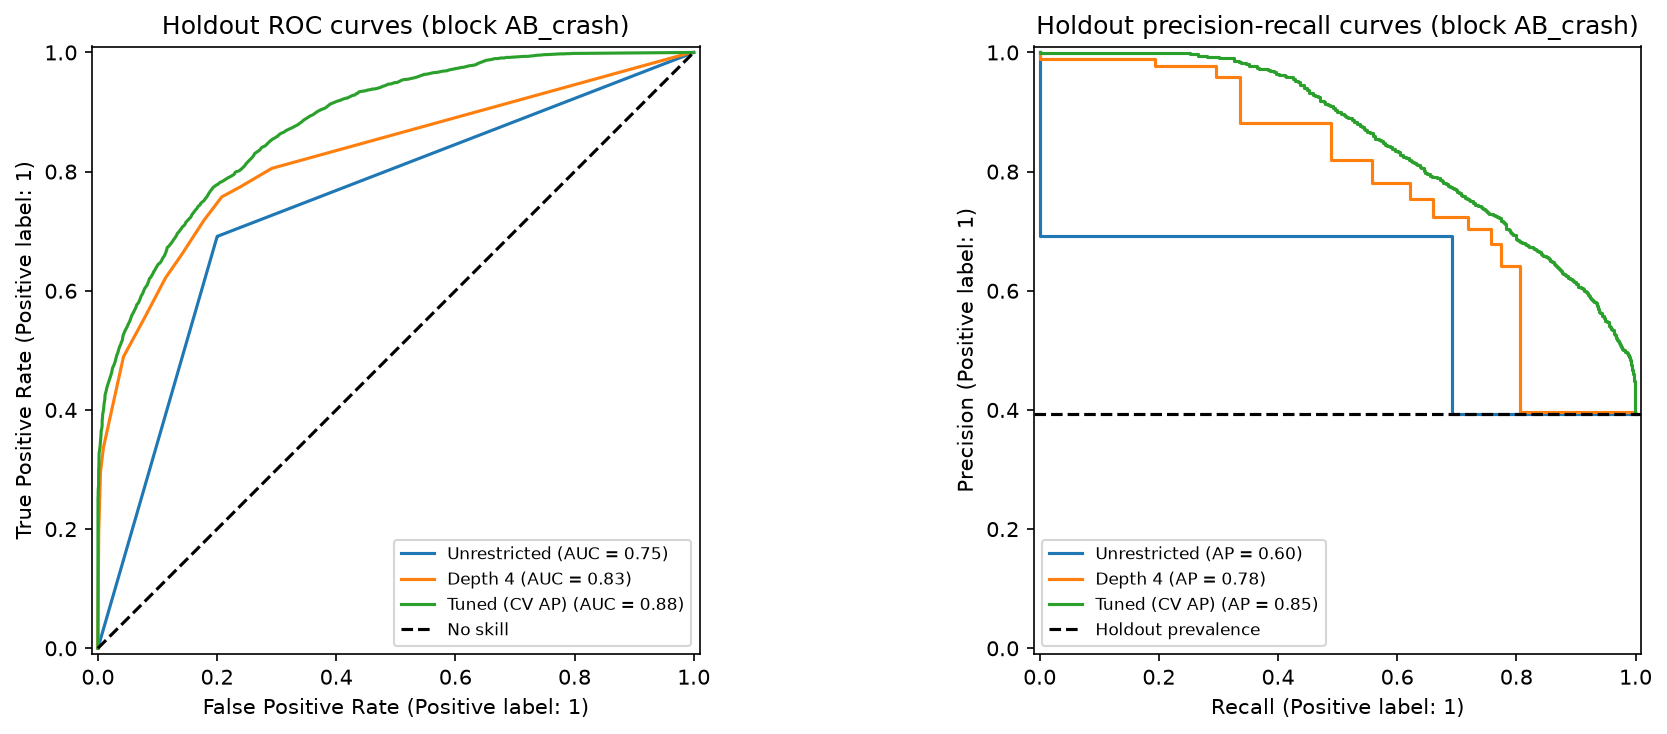 Holdout ROC curves (block AB_crash)
1.0
0.8
0.6
0.4
0.2
0.0
True Positive Rate (Positive label: 1)
Unrestricted (AUC = 0.75)
Depth 4 (AUC = 0.83)
Tuned (CV AP) (AUC = 0.88)
No skill
0.0 0.2 0.4 0.6 0.8 1.0
False Positive Rate (Positive label: 1)
Holdout precision-recall curves (block AB_crash)
1.0
0.8
0.6
0.4
0.2
0.0
Precision (Positive label: 1)
Unrestricted (AP = 0.60)
Depth 4 (AP = 0.78)
Tuned (CV AP) (AP = 0.85)
Holdout prevalence
0.0 0.2 0.4 0.6 0.8 1.0
Recall (Positive label: 1)